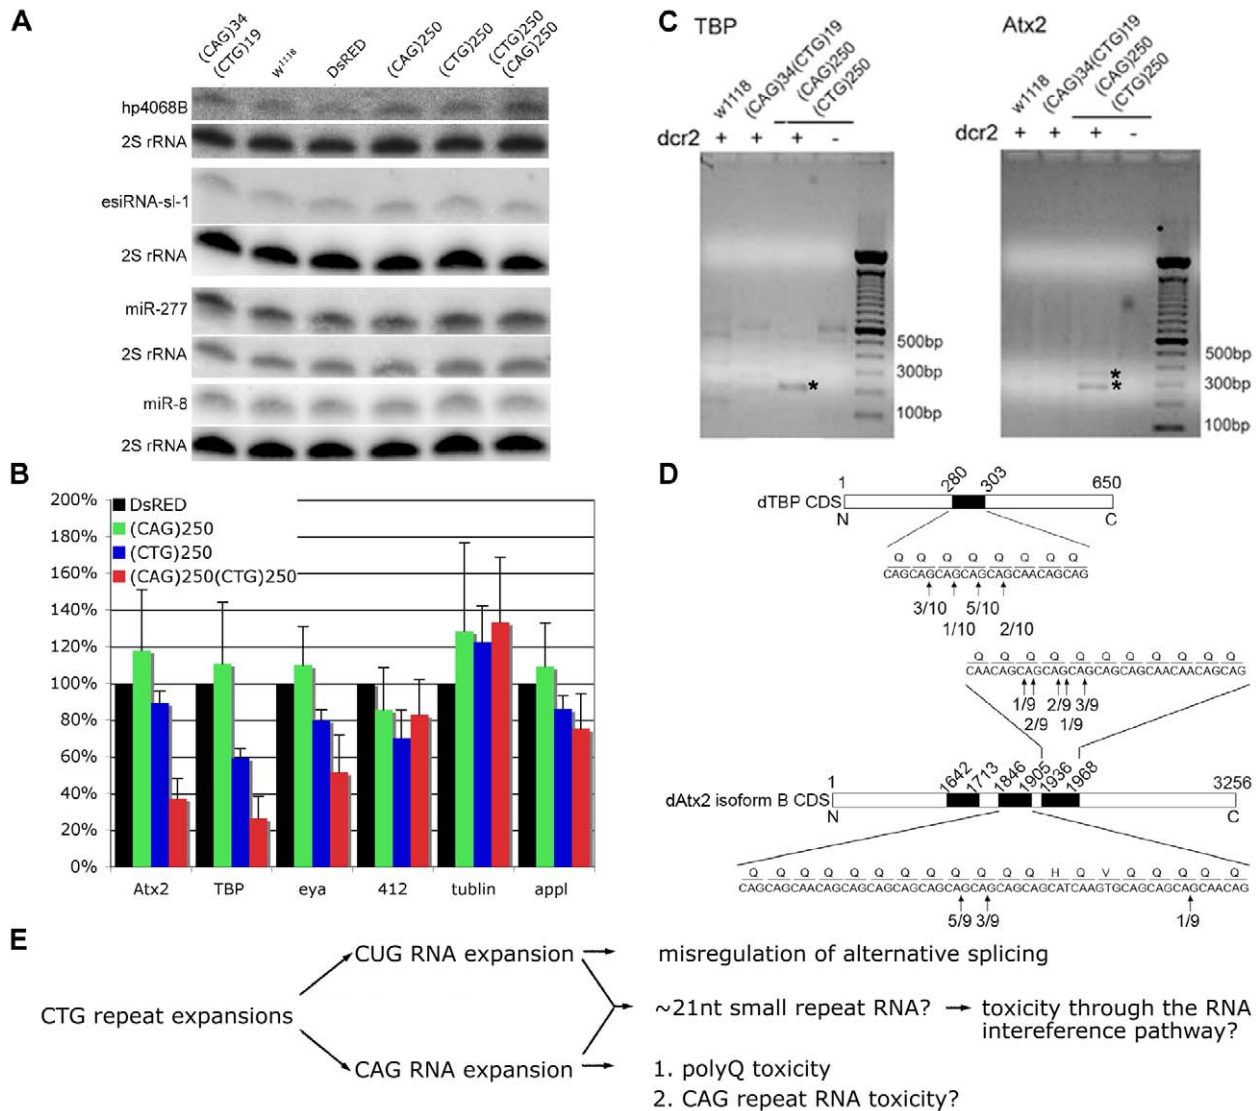 A
(CAG)34
(CTG)19
w1118
DsRED
(CAG)250
(CTG)250
(CTG)250
(CAG)250
hp4068B
2S rRNA
esiRNA-sl-1
2S rRNA
miR-277
2S rRNA
miR-8
2S rRNA
B
200%
180%
160%
140%
120%
100%
80%
60%
40%
20%
0%
DsRED
(CAG)250
(CTG)250
(CAG)250(CTG)250
Atx2
TBP
eya
412
tublin
appl
C
TBP
w1118
(CAG)34(CTG)19
(CAG)250
(CTG)250
dcr2
+ + + -
500bp
300bp
100bp
*
Atx2
w1118
(CAG)34(CTG)19
(CAG)250
(CTG)250
dcr2
+ + + -
500bp
300bp
100bp
*
*
D
1 280 303 650
dTBP CDS
N C
Q Q Q Q Q Q Q
CAGCAGCAGCAGCAACAGCAG
3/10 5/10
1/10 2/10
Q Q Q Q Q Q Q Q Q Q Q
CAACAGCAGCAGCAGCAGCAGCAACAACAGCAG
1/9 2/9 3/9
2/9 1/9
1 1642 1713 1846 1905 1936 1968 3256
dAtx2 isoform B CDS
N C
Q Q Q Q Q Q Q Q Q Q Q H Q V Q Q Q Q Q
CAGCAGCAACAGCAGCAGCAGCAGCAGCAGCAGCATCAAGTGCAGCAGCAGCAACAG
5/9 3/9 1/9
E
CTG repeat expansions
CUG RNA expansion
misregulation of alternative splicing
~21nt small repeat RNA?
toxicity through the RNA
intereference pathway?
CAG RNA expansion
1. polyQ toxicity
2. CAG repeat RNA toxicity?